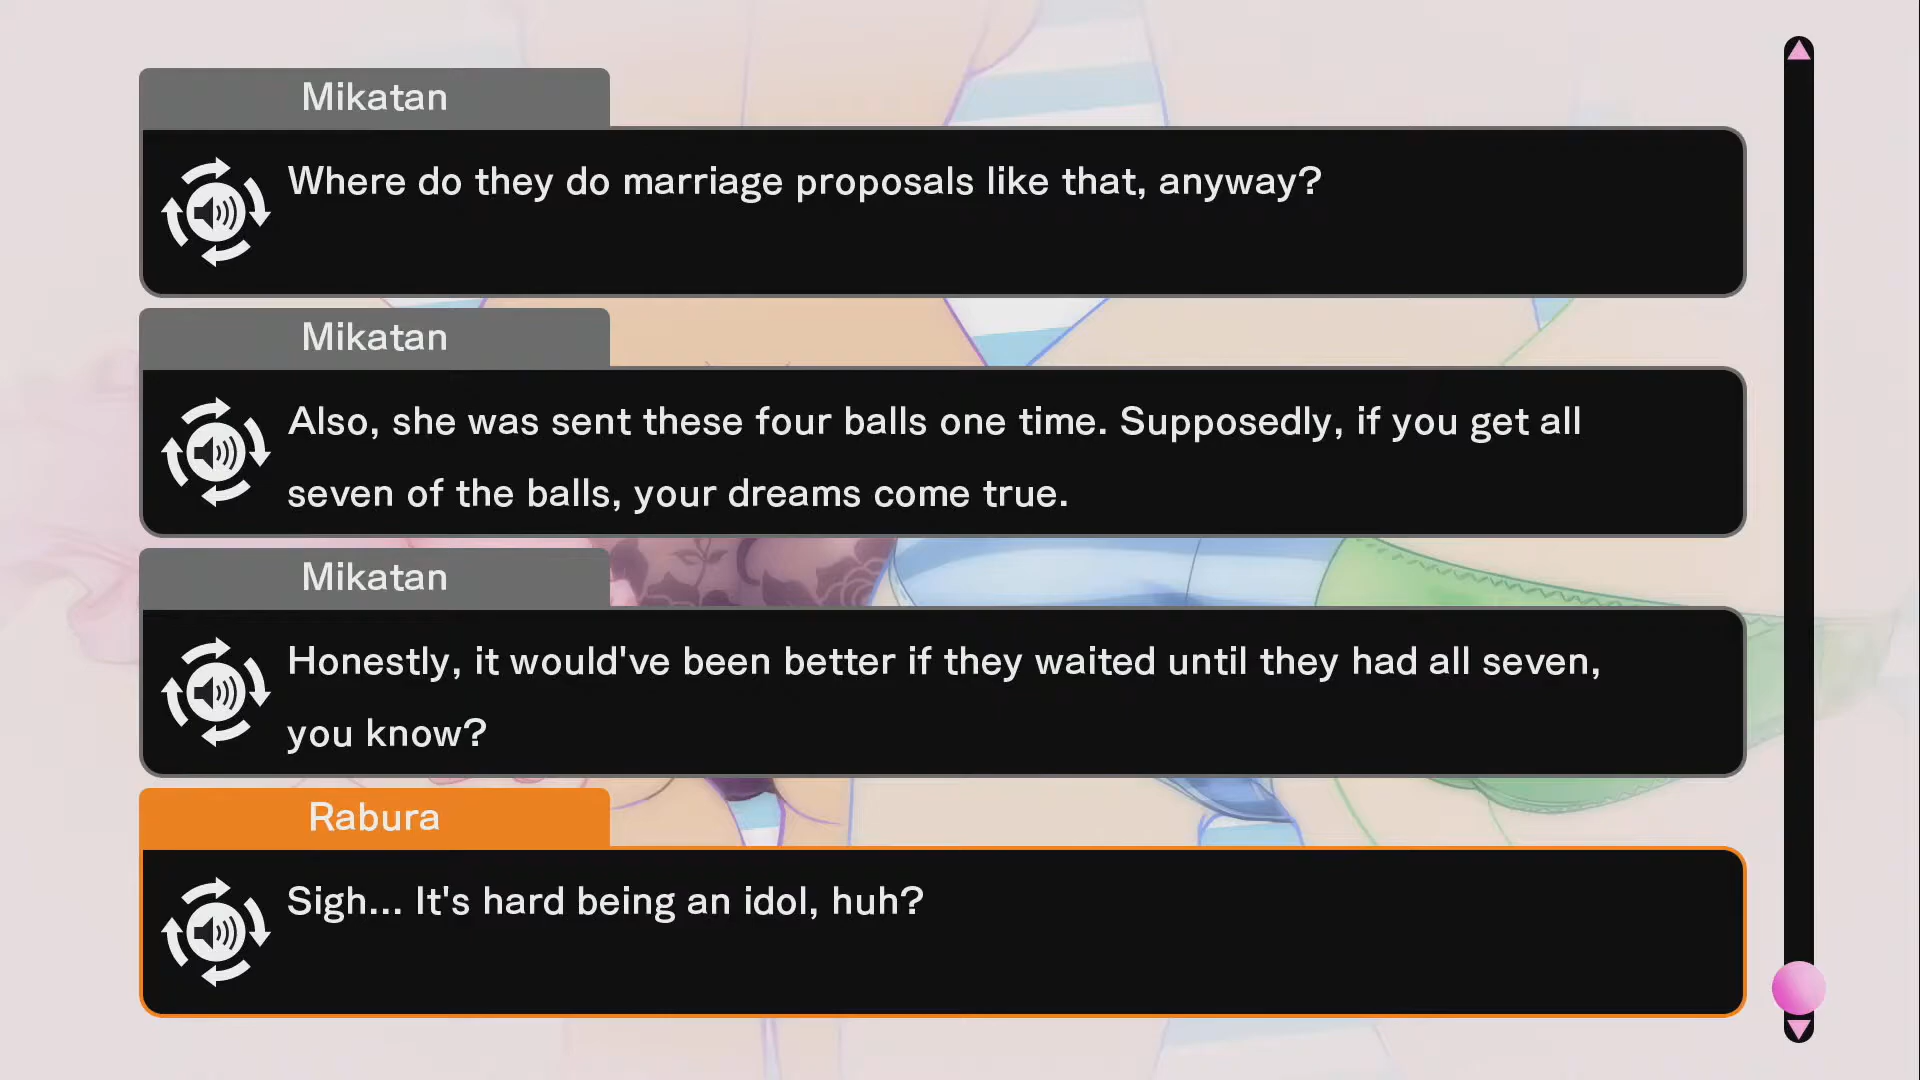 Mikatan
Where do they do marriage proposals like that, anyway?
Mikatan
Also, she was sent these four balls one time. Supposedly, if you get all
seven of the balls, your dreams come true.
Mikatan
Honestly, it would've been better if they waited until they had all seven,
you know?
Rabura
Sigh... It's hard being an idol, huh?